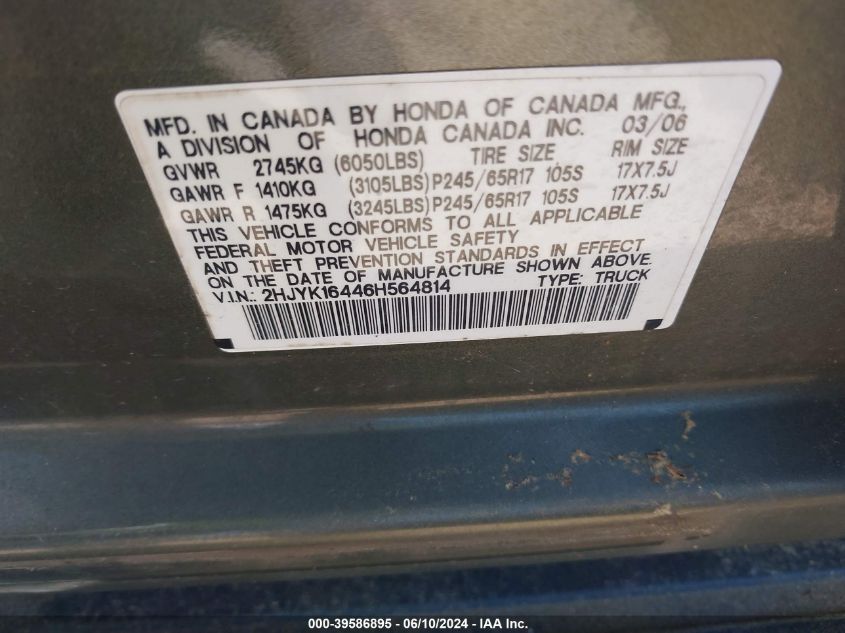 MFD. IN CANADA BY HONDA OF CANADA MFG.,
A DIVISION OF HONDA CANADA INC. 03/06
GVWR 2745KG (6050LBS) TIRE SIZE RIM SIZE
GAWR F 1410KG (3105LBS) P245/65R17 105S 17X7.5J
GAWR R 1475KG (3245LBS) P245/65R17 105S 17X7.5J
THIS VEHICLE CONFORMS TO ALL APPLICABLE
FEDERAL MOTOR VEHICLE SAFETY
AND THEFT PREVENTION STANDARDS IN EFFECT
ON THE DATE OF MANUFACTURE SHOWN ABOVE.
V.I.N.: 2HJYK16446H564814 TYPE: TRUCK
000-39586895 - 06/10/2024 - IAA Inc.